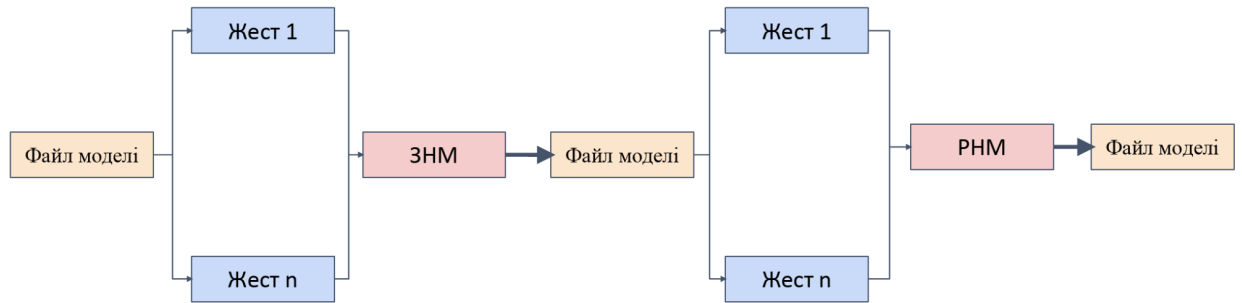 Жест 1
Файл моделі
Жест n
ЗНМ
Файл моделі
Жест 1
Жест n
РНМ
Файл моделі